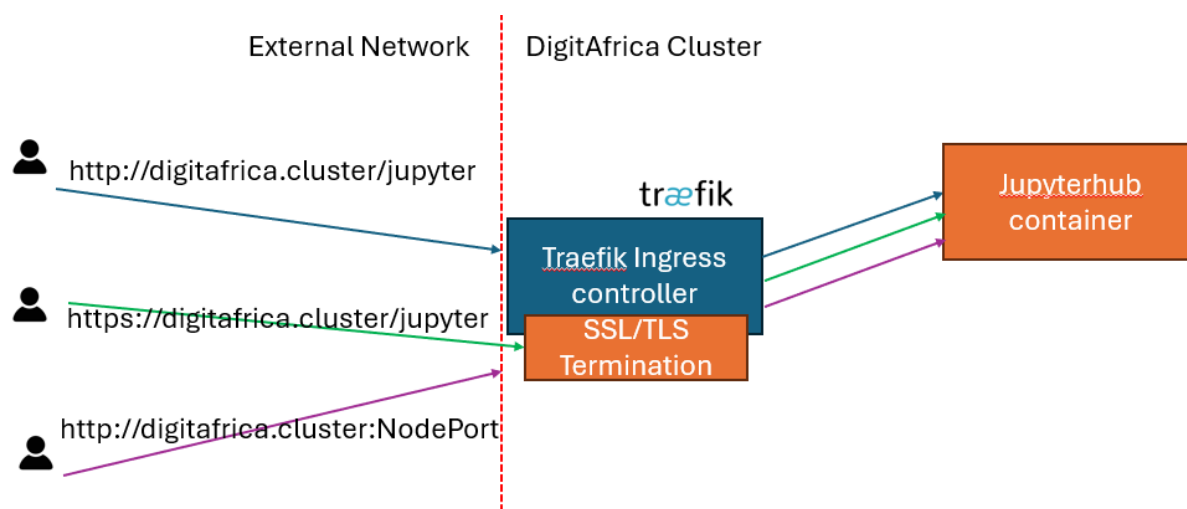 External Network
DigitAfrica Cluster
http://digitafrica.cluster/jupyter
træfik
Jupyterhub
container
Traefik Ingress
controller
https://digitafrica.cluster/jupyter
SSL/TLS
Termination
http://digitafrica.cluster:NodePort